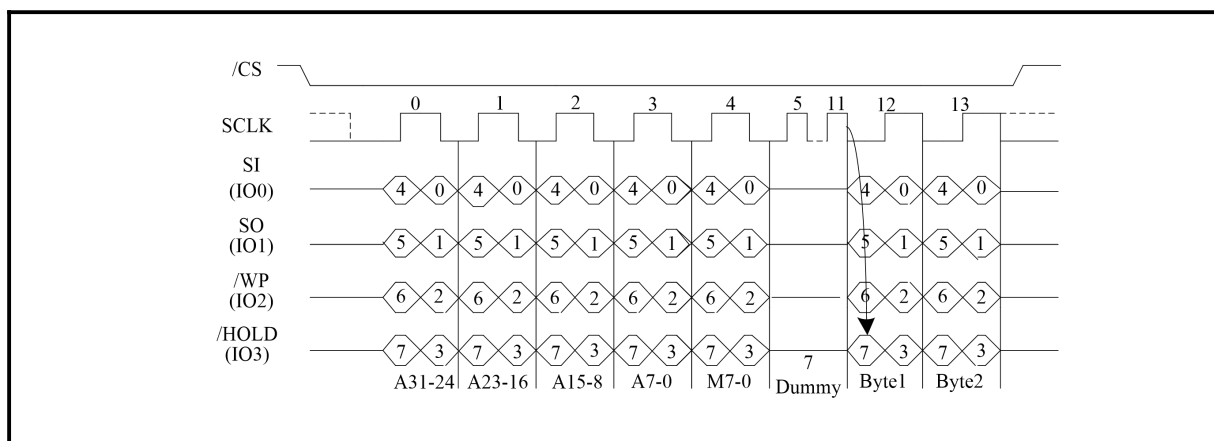 /CS
0 1 2 3 4 5 11 12 13
SCLK
SI
(IO0)
4 0 4 0 4 0 4 0 4 0 4 0 4 0
SO
(IO1)
5 1 5 1 5 1 5 1 5 1 5 1 5 1
/WP
(IO2)
6 2 6 2 6 2 6 2 6 2 6 2 6 2
/HOLD
(IO3)
7 3 7 3 7 3 7 3 7 3 7 7 3 7 3
A31-24 A23-16 A15-8 A7-0 M7-0 Dummy Byte1 Byte2